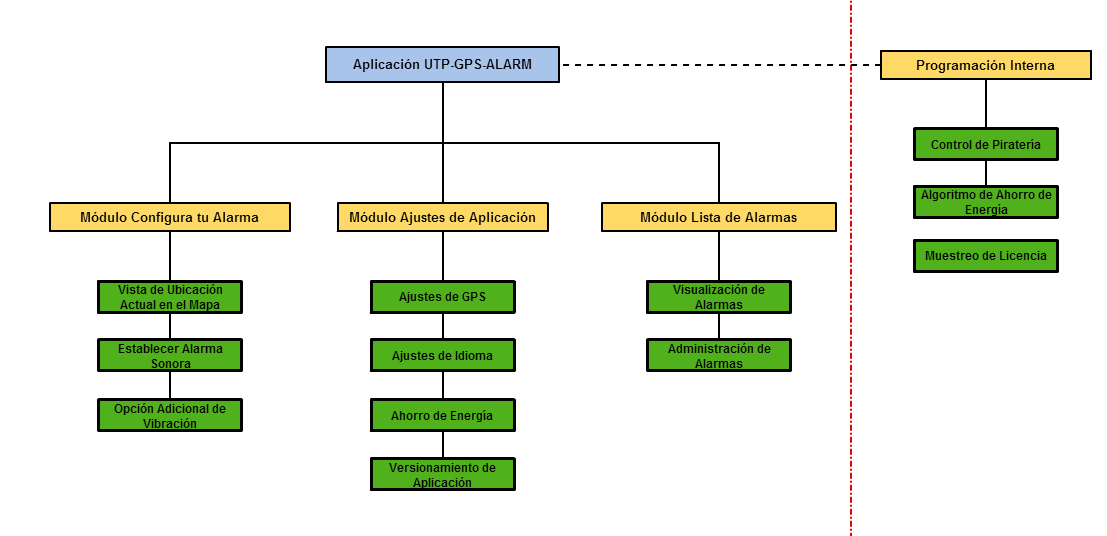 Aplicación UTP-GPS-ALARM
Programación Interna
Control de Pirateria
Algoritmo de Ahorro de
Energía
Muestreo de Licencia
Módulo Configura tu Alarma
Vista de Ubicación
Actual en el Mapa
Establecer Alarma
Sonora
Opción Adicional de
Vibración
Módulo Ajustes de Aplicación
Ajustes de GPS
Ajustes de Idioma
Ahorro de Energía
Versionamiento de
Aplicación
Módulo Lista de Alarmas
Visualización de
Alarmas
Administración de
Alarmas